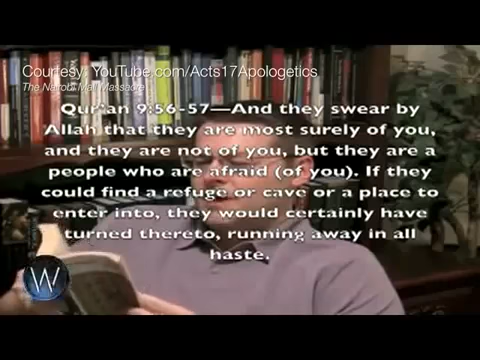 Courtesy: YouTube.com/Acts17Apologetics
The Nairobi Mall Massacre
Qur'an 9:56-57—And they swear by
Allah that they are most surely of you,
and they are not of you, but they are a
people who are afraid (of you). If they
could find a refuge or cave or a place to
enter into, they would certainly have
turned thereto, running away in all
haste.
W